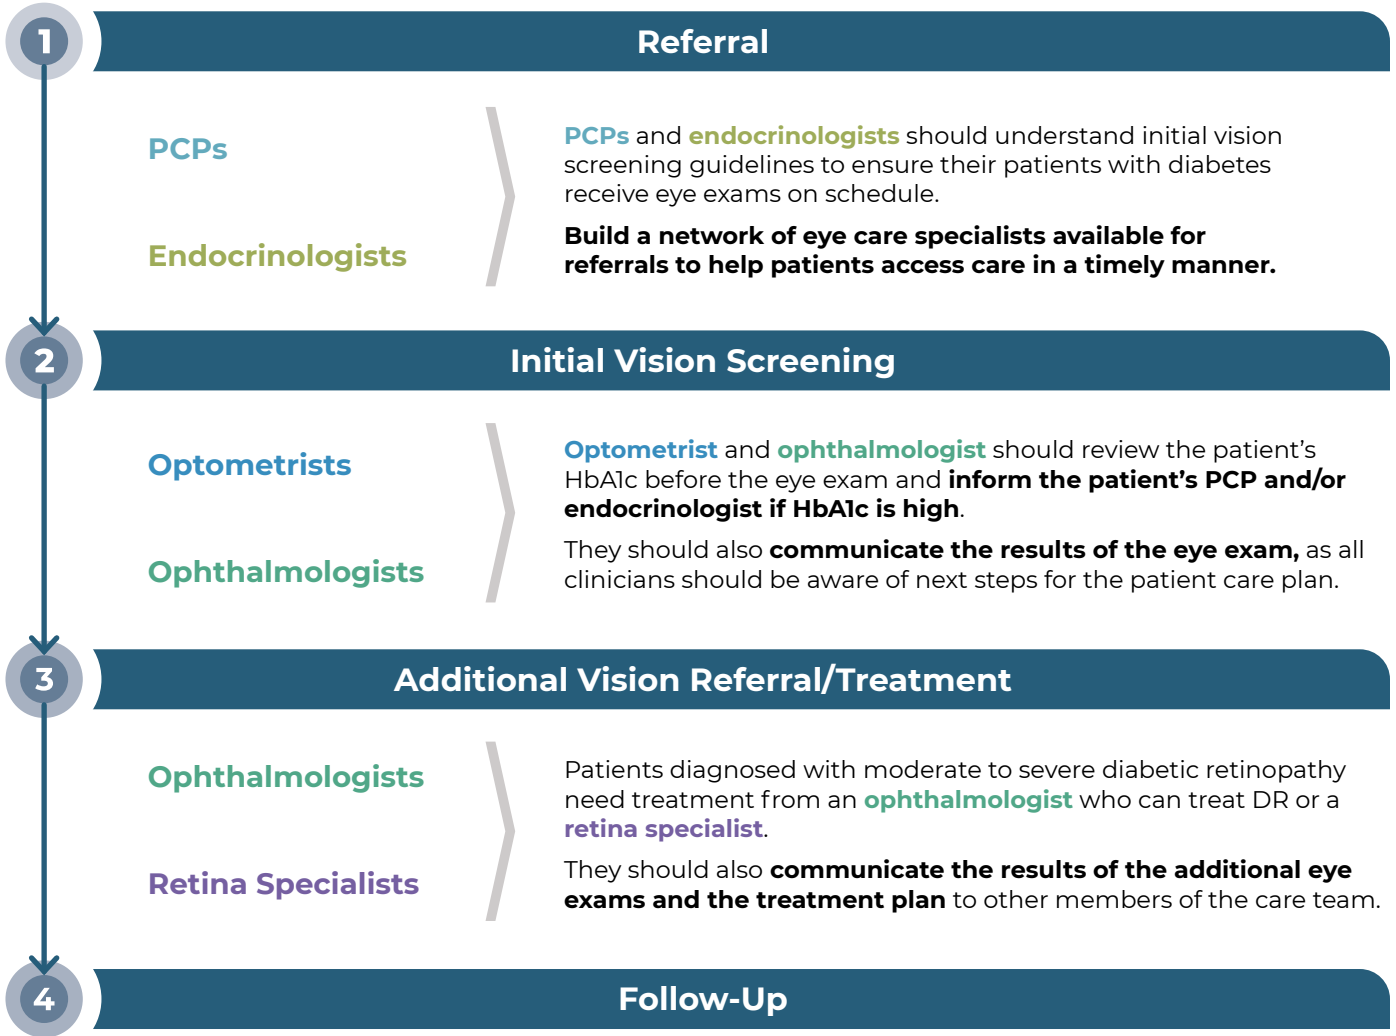 1
Referral
PCPs
Endocrinologists
PCPs and endocrinologists should understand initial vision
screening guidelines to ensure their patients with diabetes
receive eye exams on schedule.
Build a network of eye care specialists available for
referrals to help patients access care in a timely manner.
2
Initial Vision Screening
Optometrists
Ophthalmologists
Optometrist and ophthalmologist should review the patient’s
HbA1c before the eye exam and inform the patient’s PCP and/or
endocrinologist if HbA1c is high.
They should also communicate the results of the eye exam, as all
clinicians should be aware of next steps for the patient care plan.
3
Additional Vision Referral/Treatment
Ophthalmologists
Retina Specialists
Patients diagnosed with moderate to severe diabetic retinopathy
need treatment from an ophthalmologist who can treat DR or a
retina specialist.
They should also communicate the results of the additional eye
exams and the treatment plan to other members of the care team.
4
Follow-Up